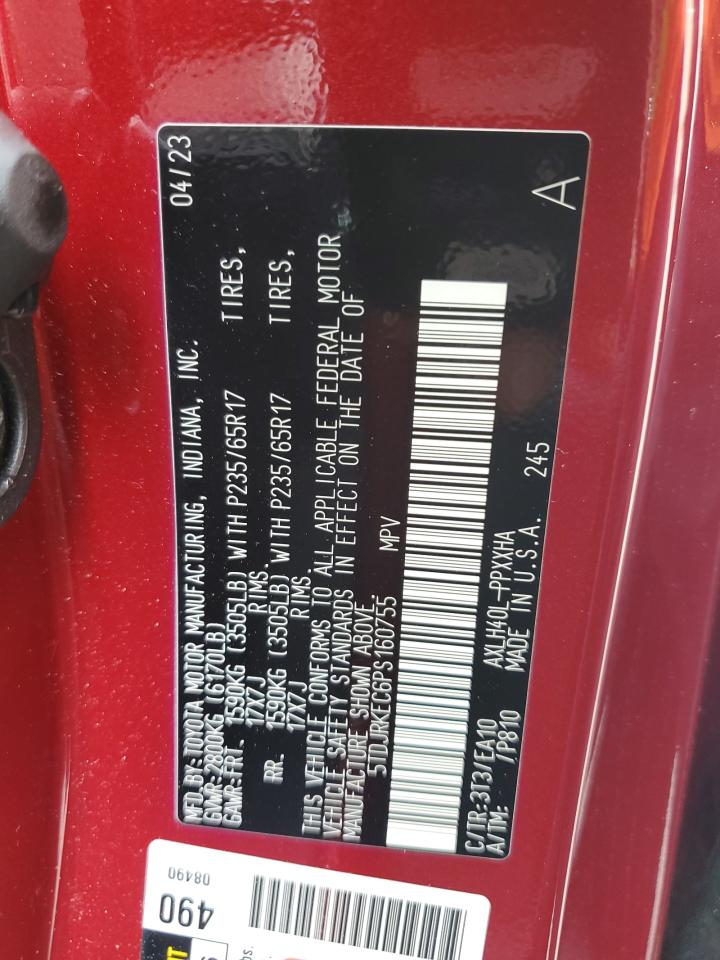 MFD.BY:TOYOTA MOTOR MANUFACTURING, INDIANA, INC. 04/23
GVWR:2800KG (6170LB)
GAWR:FRT. 1590KG (3505LB) WITH P235/65R17 TIRES,
17X7J RIMS
RR. 1590KG (3505LB) WITH P235/65R17 TIRES,
17X7J RIMS
THIS VEHICLE CONFORMS TO ALL APPLICABLE FEDERAL MOTOR
VEHICLE SAFETY STANDARDS IN EFFECT ON THE DATE OF
MANUFACTURE SHOWN ABOVE.
5TDJRKEC6PS160755 MPV
C/TR:3T3/EA10 AXLH40L-PPXXHA
A/TM: /P810 MADE IN U.S.A. 245 A
490
08490